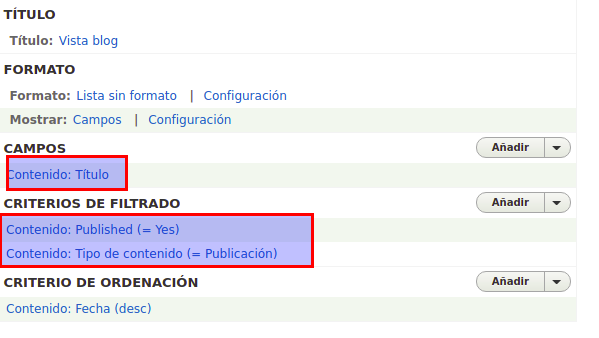 TÍTULO
Título: Vista blog
FORMATO
Formato: Lista sin formato | Configuración
Mostrar: Campos | Configuración
CAMPOS Añadir
Contenido: Título
CRITERIOS DE FILTRADO Añadir
Contenido: Published (= Yes)
Contenido: Tipo de contenido (= Publicación)
CRITERIO DE ORDENACIÓN Añadir
Contenido: Fecha (desc)